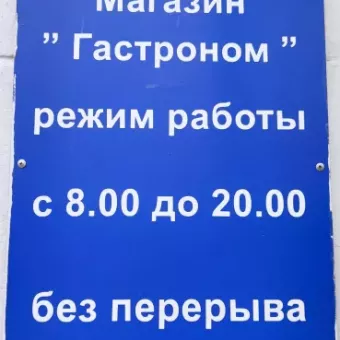 Магазин
” Гастроном ”
режим работы
с 8.00 до 20.00
без перерыва